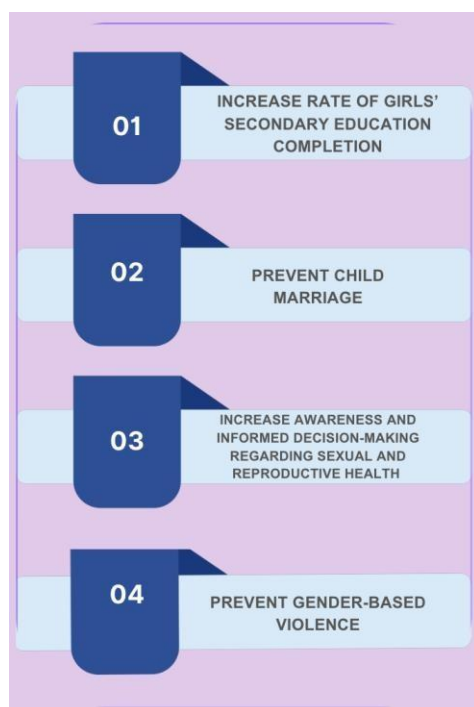 01
INCREASE RATE OF GIRLS'
SECONDARY EDUCATION
COMPLETION
02
PREVENT CHILD
MARRIAGE
03
INCREASE AWARENESS AND
INFORMED DECISION-MAKING
REGARDING SEXUAL AND
REPRODUCTIVE HEALTH
04
PREVENT GENDER-BASED
VIOLENCE